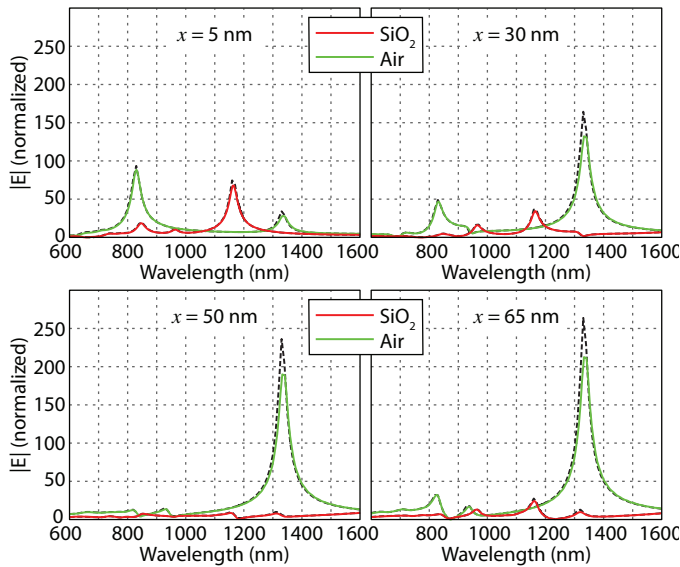 250
200
150
100
50
0
|E| (normalized)
x = 5 nm
SiO2
Air
x = 30 nm
600 800 1000 1200 1400 1600
800 1000 1200 1400 1600
Wavelength (nm)
Wavelength (nm)
250
200
150
100
50
0
|E| (normalized)
x = 50 nm
SiO2
Air
x = 65 nm
600 800 1000 1200 1400 1600
800 1000 1200 1400 1600
Wavelength (nm)
Wavelength (nm)